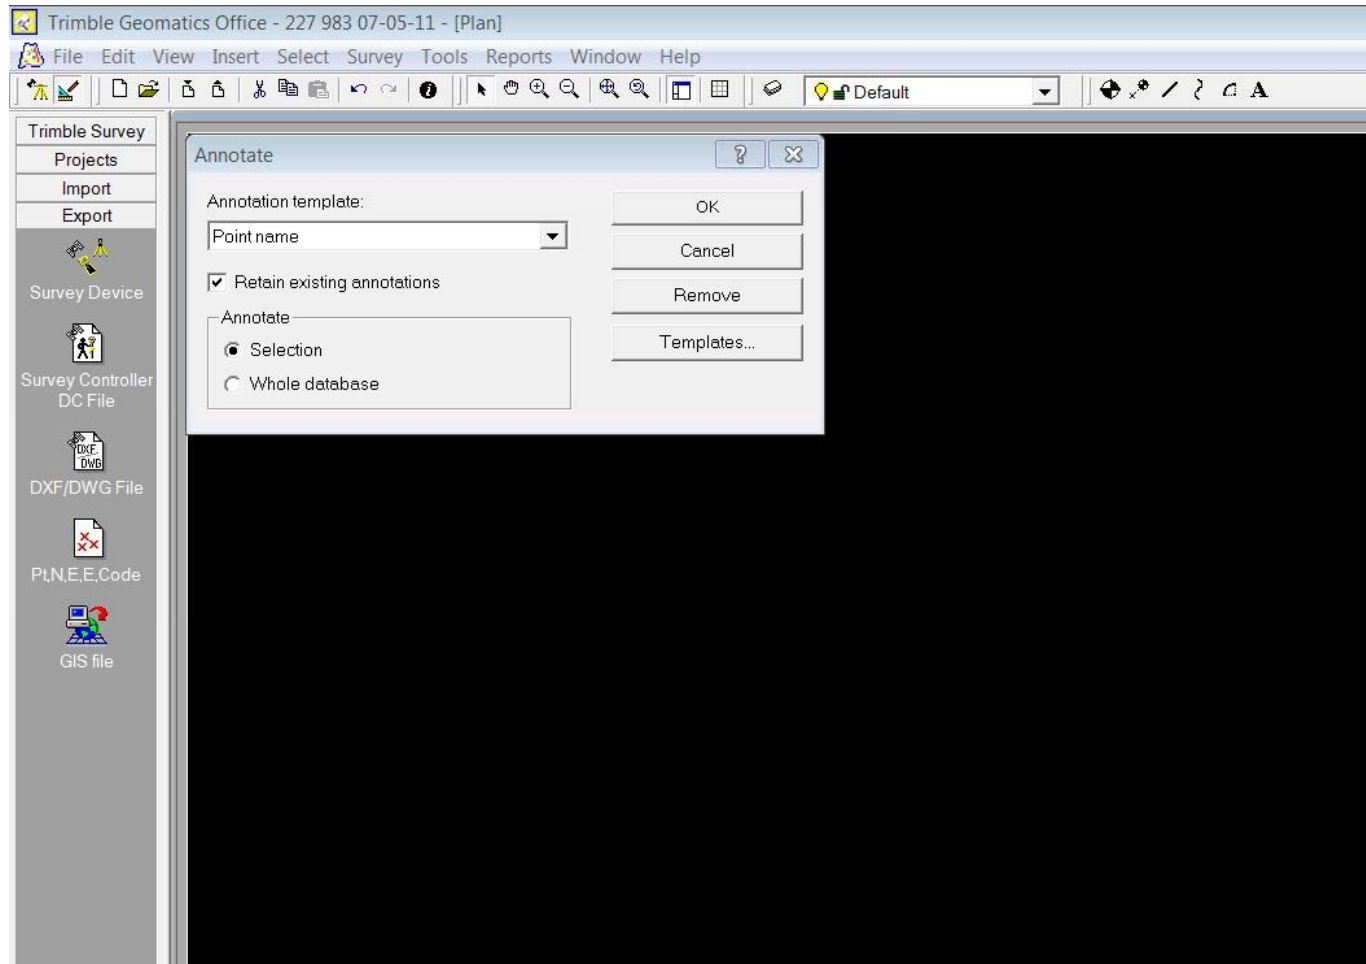 Trimble Geomatics Office - 227 983 07-05-11 - [Plan]
File Edit View Insert Select Survey Tools Reports Window Help
Default
A
Trimble Survey
Projects
Import
Export
Survey Device
Survey Controller
DC File
DXF
DWG
DXF/DWG File
Pt,N,E,E,Code
GIS file
Annotate
Annotation template:
Point name
Retain existing annotations
Annotate
Selection
Whole database
OK
Cancel
Remove
Templates...